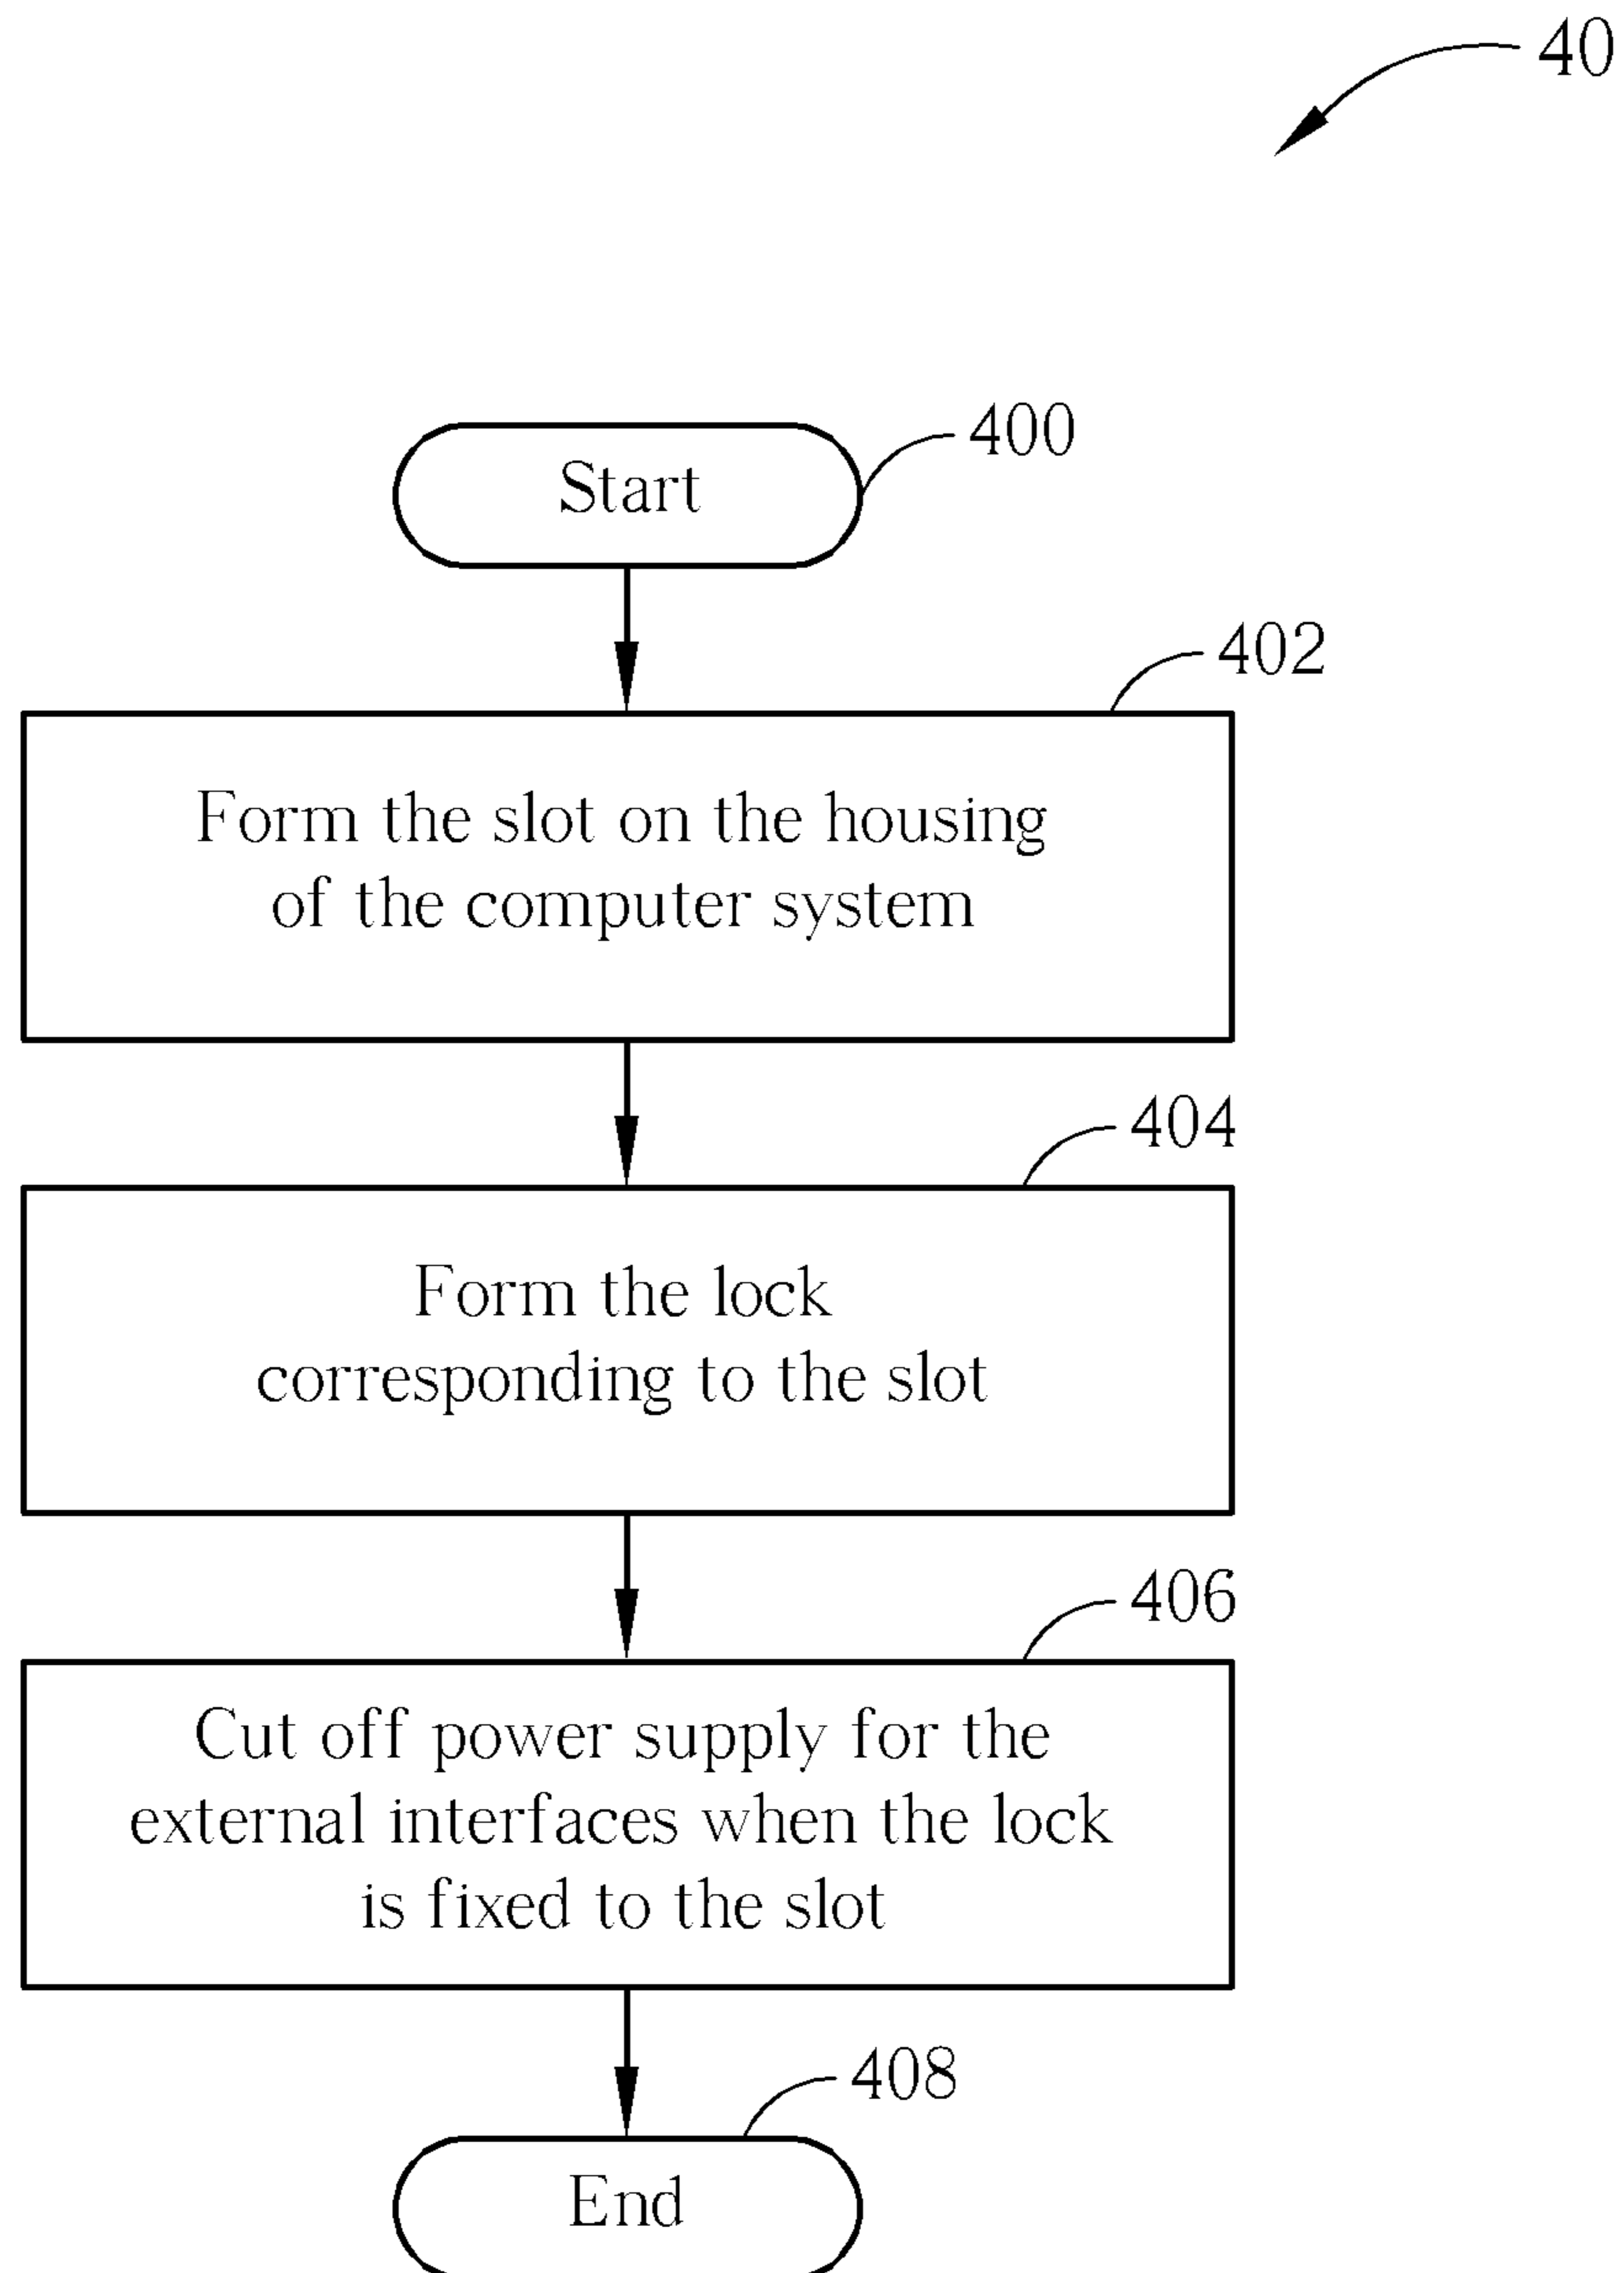 40
400
Start
402
Form the slot on the housing
of the computer system
404
Form the lock
corresponding to the slot
406
Cut off power supply for the
external interfaces when the lock
is fixed to the slot
408
End